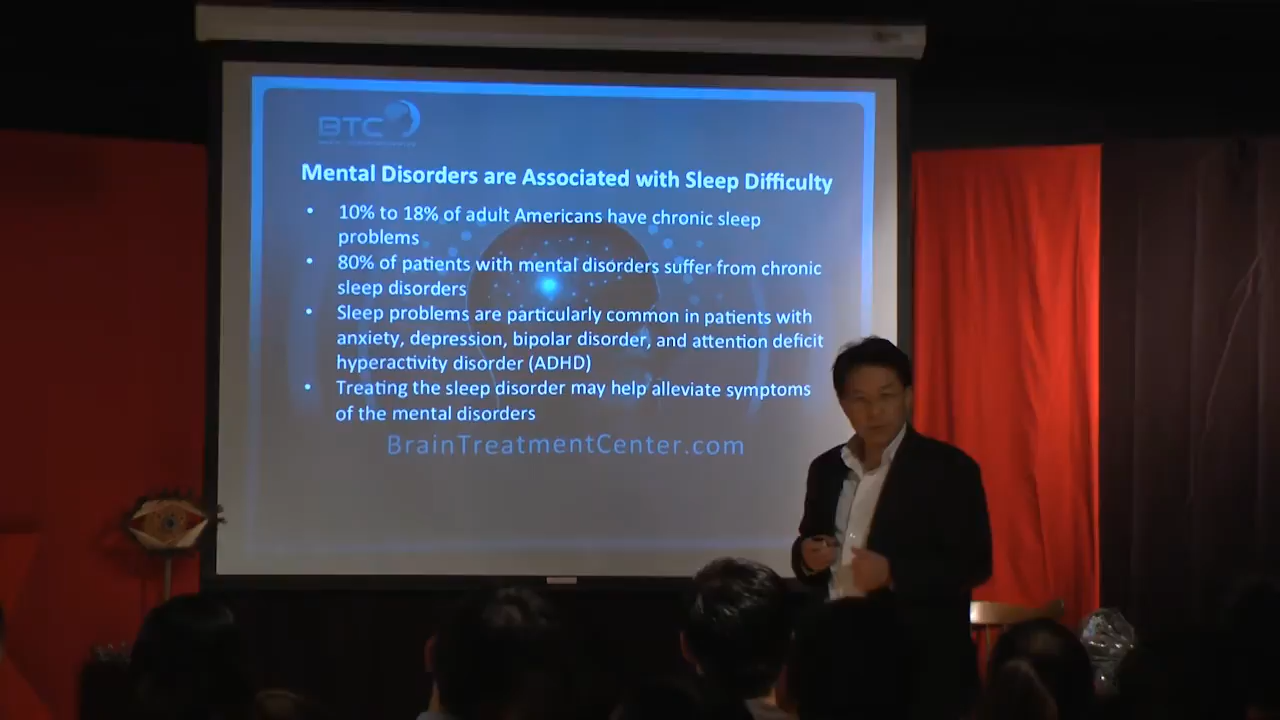 BTC
Mental Disorders are Associated with Sleep Difficulty
• 10% to 18% of adult Americans have chronic sleep
problems
• 80% of patients with mental disorders suffer from chronic
sleep disorders
• Sleep problems are particularly common in patients with
anxiety, depression, bipolar disorder, and attention deficit
hyperactivity disorder (ADHD)
• Treating the sleep disorder may help alleviate symptoms
of the mental disorders
BrainTreatmentCenter.com